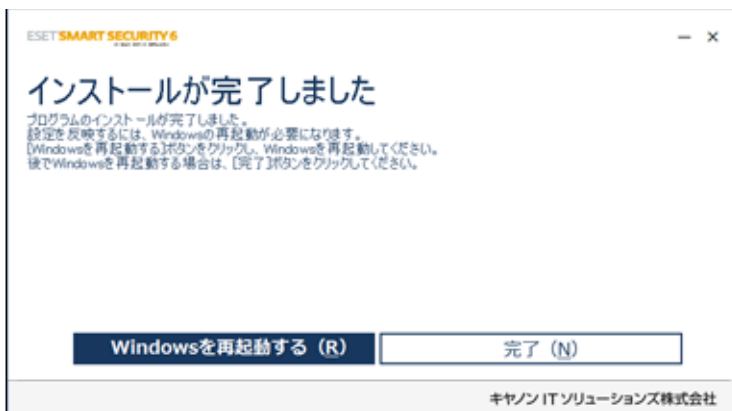 ESET SMART SECURITY 6
インストールが完了しました
プログラムのインストールが完了しました。
設定を反映するには、Windowsの再起動が必要になります。
[Windowsを再起動する]ボタンをクリックし、Windowsを再起動してください。
後でWindowsを再起動する場合は、[完了]ボタンをクリックしてください。
Windowsを再起動する（R）
完了（N）
キヤノン ITソリューションズ株式会社